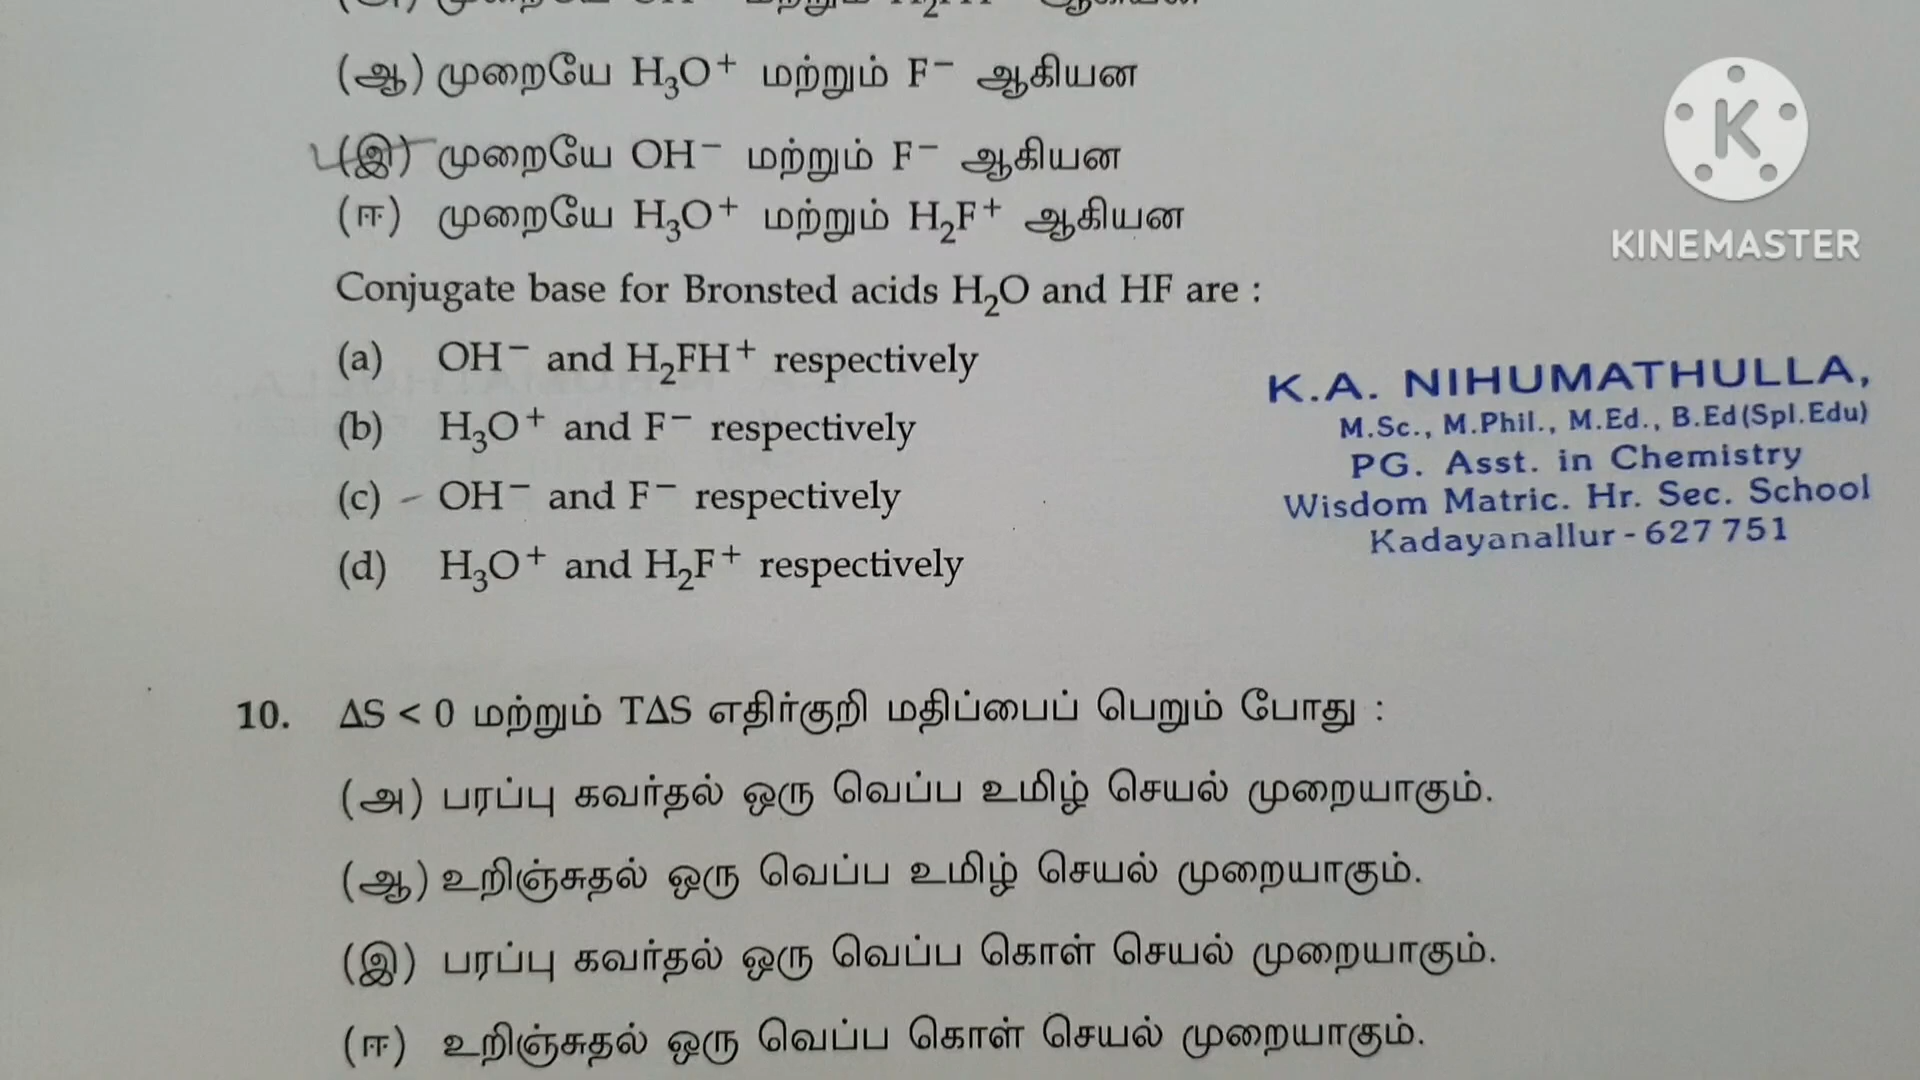 (ஆ) முறையே H₃O⁺ மற்றும் F⁻ ஆகியன
(இ) முறையே OH⁻ மற்றும் F⁻ ஆகியன
(ஈ) முறையே H₃O⁺ மற்றும் H₂F⁺ ஆகியன
Conjugate base for Bronsted acids H₂O and HF are :
(a) OH⁻ and H₂FH⁺ respectively
(b) H₃O⁺ and F⁻ respectively
(c) OH⁻ and F⁻ respectively
(d) H₃O⁺ and H₂F⁺ respectively
10. ΔS < 0 மற்றும் TΔS எதிர்குறி மதிப்பைப் பெறும் போது :
(அ) பரப்பு கவர்தல் ஒரு வெப்ப உமிழ் செயல் முறையாகும்.
(ஆ) உறிஞ்சுதல் ஒரு வெப்ப உமிழ் செயல் முறையாகும்.
(இ) பரப்பு கவர்தல் ஒரு வெப்ப கொள் செயல் முறையாகும்.
(ஈ) உறிஞ்சுதல் ஒரு வெப்ப கொள் செயல் முறையாகும்.
K
KINEMASTER
K.A. NIHUMATHULLA,
M.Sc., M.Phil., M.Ed., B.Ed(Spl.Edu)
PG. Asst. in Chemistry
Wisdom Matric. Hr. Sec. School
Kadayanallur - 627 751